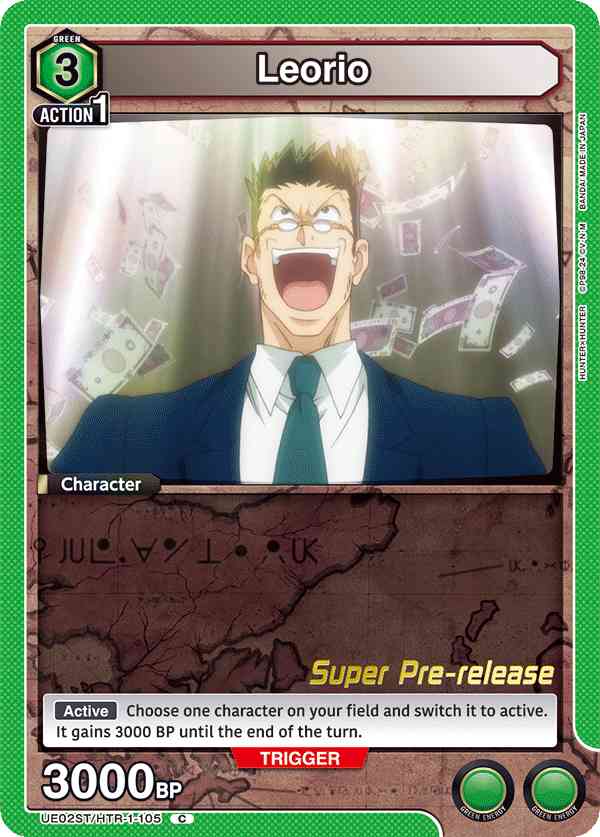 GREEN
3
ACTION 1
Leorio
HUNTER×HUNTER ©P98-24 ©V･N･M BANDAI MADE IN JAPAN
Character
Super Pre-release
Active Choose one character on your field and switch it to active.
It gains 3000 BP until the end of the turn.
TRIGGER
3000 BP
GREEN ENERGY
GREEN ENERGY
UE02ST/HTR-1-105 C